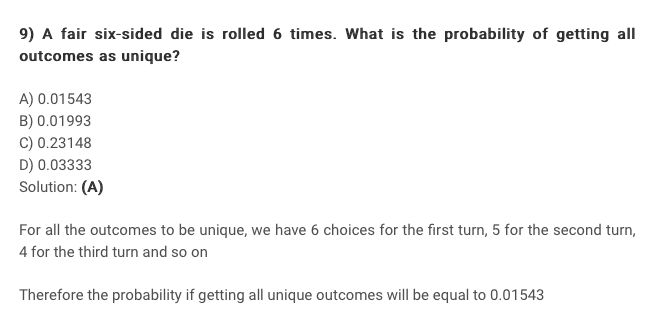 9) A fair six-sided die is rolled 6 times. What is the probability of getting all
outcomes as unique?
A) 0.01543
B) 0.01993
C) 0.23148
D) 0.03333
Solution: (A)
For all the outcomes to be unique, we have 6 choices for the first turn, 5 for the second turn,
4 for the third turn and so on
Therefore the probability if getting all unique outcomes will be equal to 0.01543